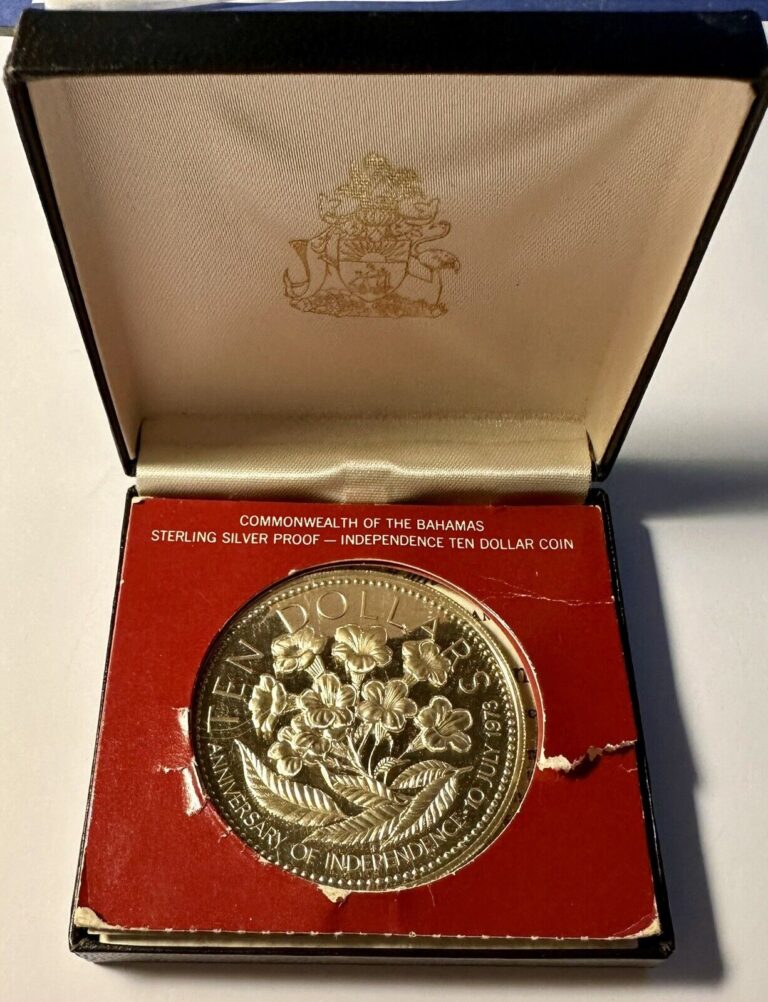 COMMONWEALTH OF THE BAHAMAS
STERLING SILVER PROOF — INDEPENDENCE TEN DOLLAR COIN
TEN DOLLARS
ANNIVERSARY OF INDEPENDENCE · 10 JULY 1973